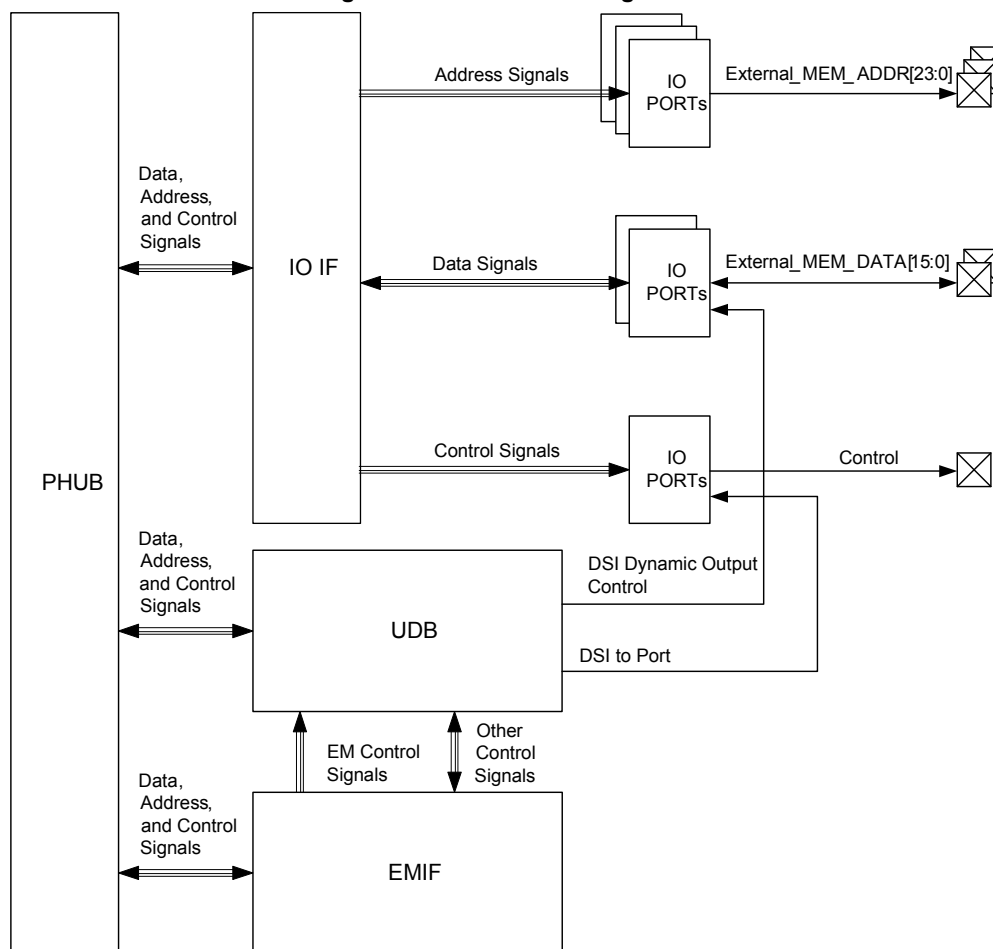 Address Signals
IO
PORTs
External_MEM_ADDR[23:0]
Data,
Address,
and Control
Signals
IO IF
Data Signals
IO
PORTs
External_MEM_DATA[15:0]
PHUB
Control Signals
IO
PORTs
Control
Data,
Address,
and Control
Signals
UDB
DSI Dynamic Output
Control
DSI to Port
EM Control
Signals
Other
Control
Signals
Data,
Address,
and Control
Signals
EMIF